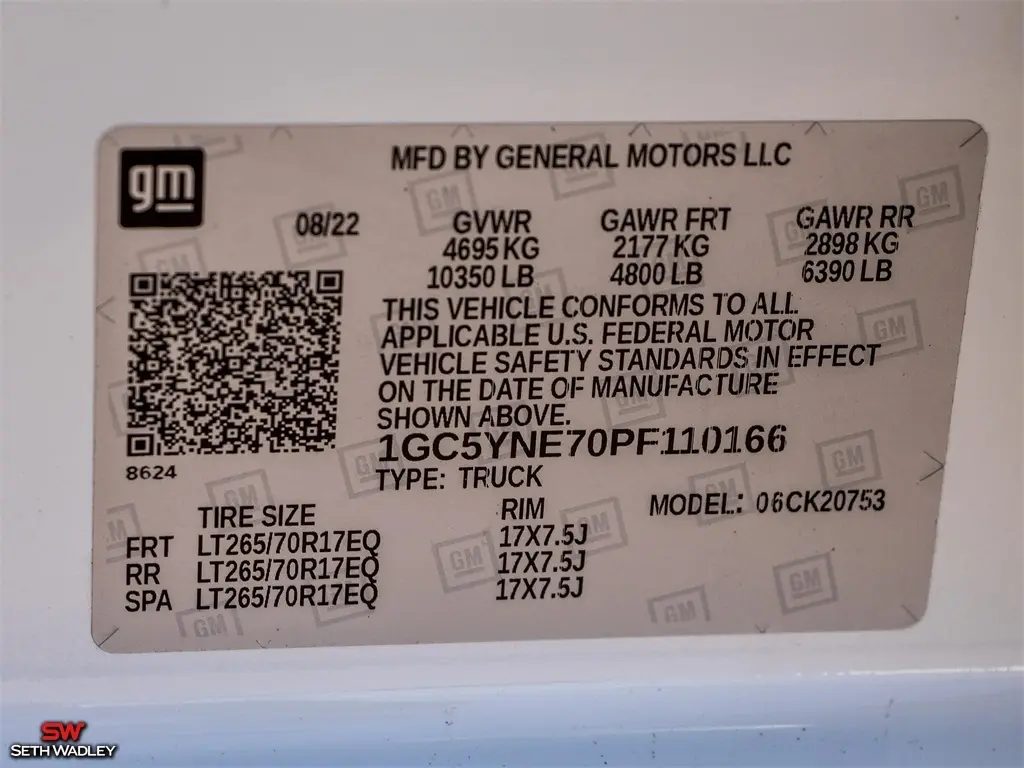 gm
MFD BY GENERAL MOTORS LLC
08/22 GVWR GAWR FRT GAWR RR
4695 KG 2177 KG 2898 KG
10350 LB 4800 LB 6390 LB
THIS VEHICLE CONFORMS TO ALL
APPLICABLE U.S. FEDERAL MOTOR
VEHICLE SAFETY STANDARDS IN EFFECT
ON THE DATE OF MANUFACTURE
SHOWN ABOVE.
1GC5YNE70PF110166
8624
TYPE: TRUCK
TIRE SIZE RIM MODEL: 06CK20753
FRT LT265/70R17EQ 17X7.5J
RR LT265/70R17EQ 17X7.5J
SPA LT265/70R17EQ 17X7.5J
SW
SETH WADLEY